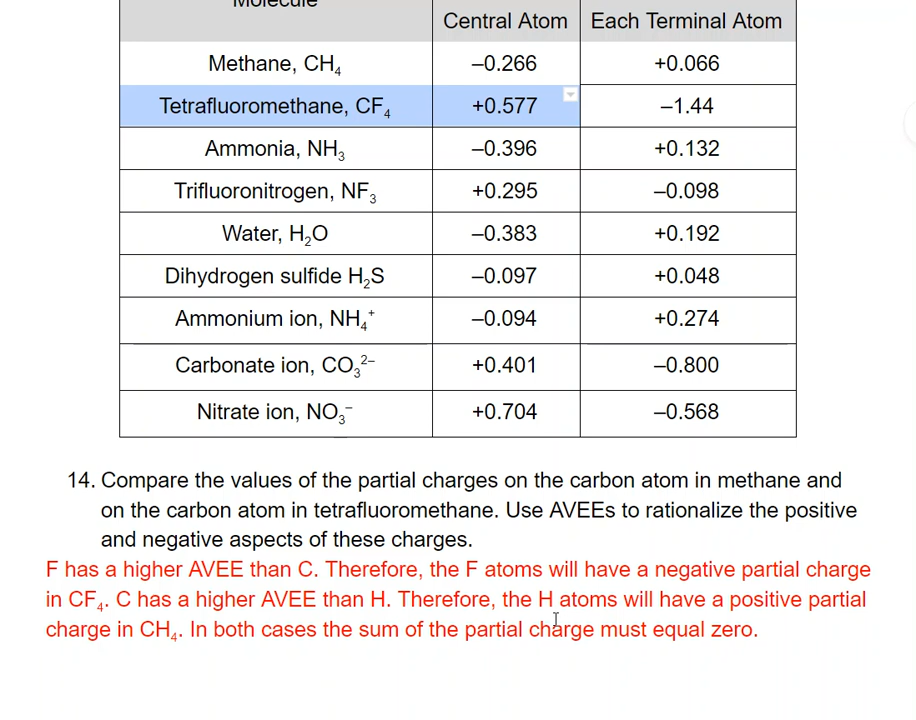 Molecule
Central Atom Each Terminal Atom
Methane, CH₄ –0.266 +0.066
Tetrafluoromethane, CF₄ +0.577 –1.44
Ammonia, NH₃ –0.396 +0.132
Trifluoronitrogen, NF₃ +0.295 –0.098
Water, H₂O –0.383 +0.192
Dihydrogen sulfide H₂S –0.097 +0.048
Ammonium ion, NH₄⁺ –0.094 +0.274
Carbonate ion, CO₃²⁻ +0.401 –0.800
Nitrate ion, NO₃⁻ +0.704 –0.568
14. Compare the values of the partial charges on the carbon atom in methane and
on the carbon atom in tetrafluoromethane. Use AVEEs to rationalize the positive
and negative aspects of these charges.
F has a higher AVEE than C. Therefore, the F atoms will have a negative partial charge
in CF₄. C has a higher AVEE than H. Therefore, the H atoms will have a positive partial
charge in CH₄. In both cases the sum of the partial charge must equal zero.